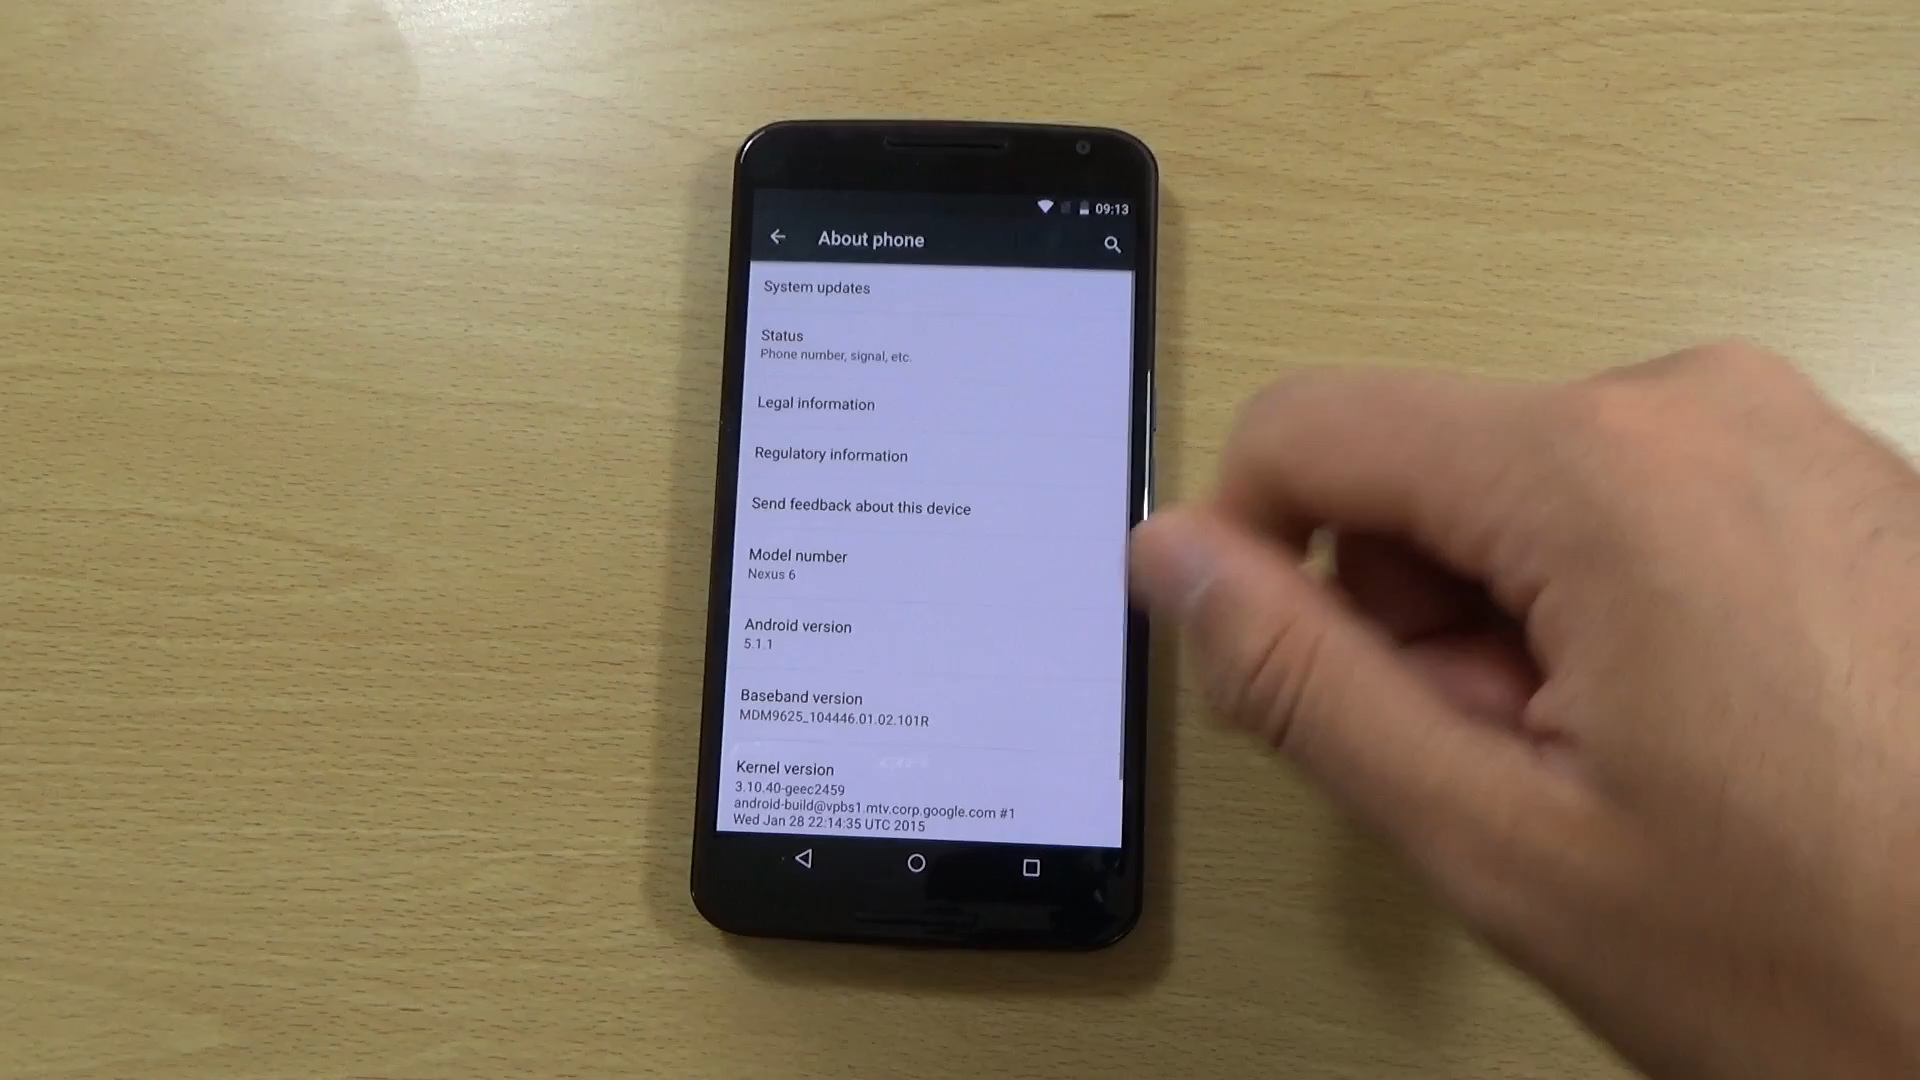 09:13
About phone
System updates
Status
Phone number, signal, etc.
Legal information
Regulatory information
Send feedback about this device
Model number
Nexus 6
Android version
5.1.1
Baseband version
MDM9625_104446.01.02.101R
Kernel version
3.10.40-geec2459
android-build@vpbs1.mtv.corp.google.com #1
Wed Jan 28 22:14:35 UTC 2015